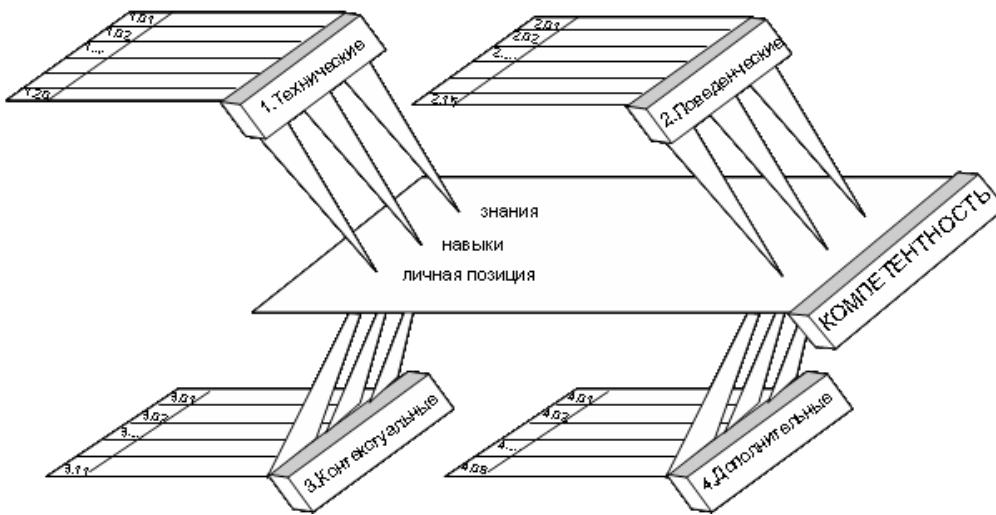 1.01
1.02
1....
1.20
1.Технические
2.01
2.02
2....
2.15
2.Поведенческие
знания
навыки
личная позиция
КОМПЕТЕНТНОСТЬ
3.01
3.02
3....
3.11
3.Контекстуальные
4.01
4.02
4....
4.08
4.Дополнительные